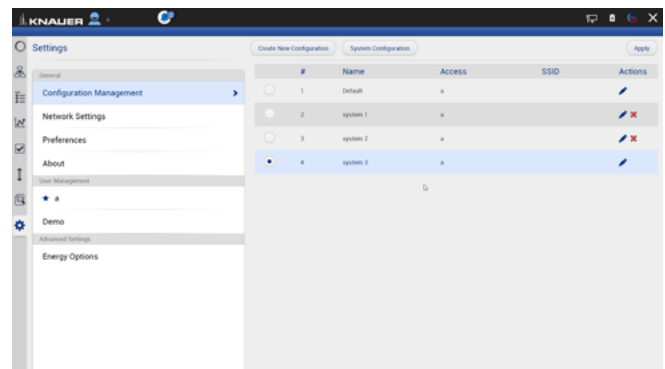 KNAUER
Settings
Create New Configuration
System Configuration
Apply
General
Configuration Management
Network Settings
Preferences
About
User Management
a
Demo
Advanced Settings
Energy Options
# Name Access SSID Actions
1 Default a
2 system 1 a
3 system 2 a
4 system 3 a